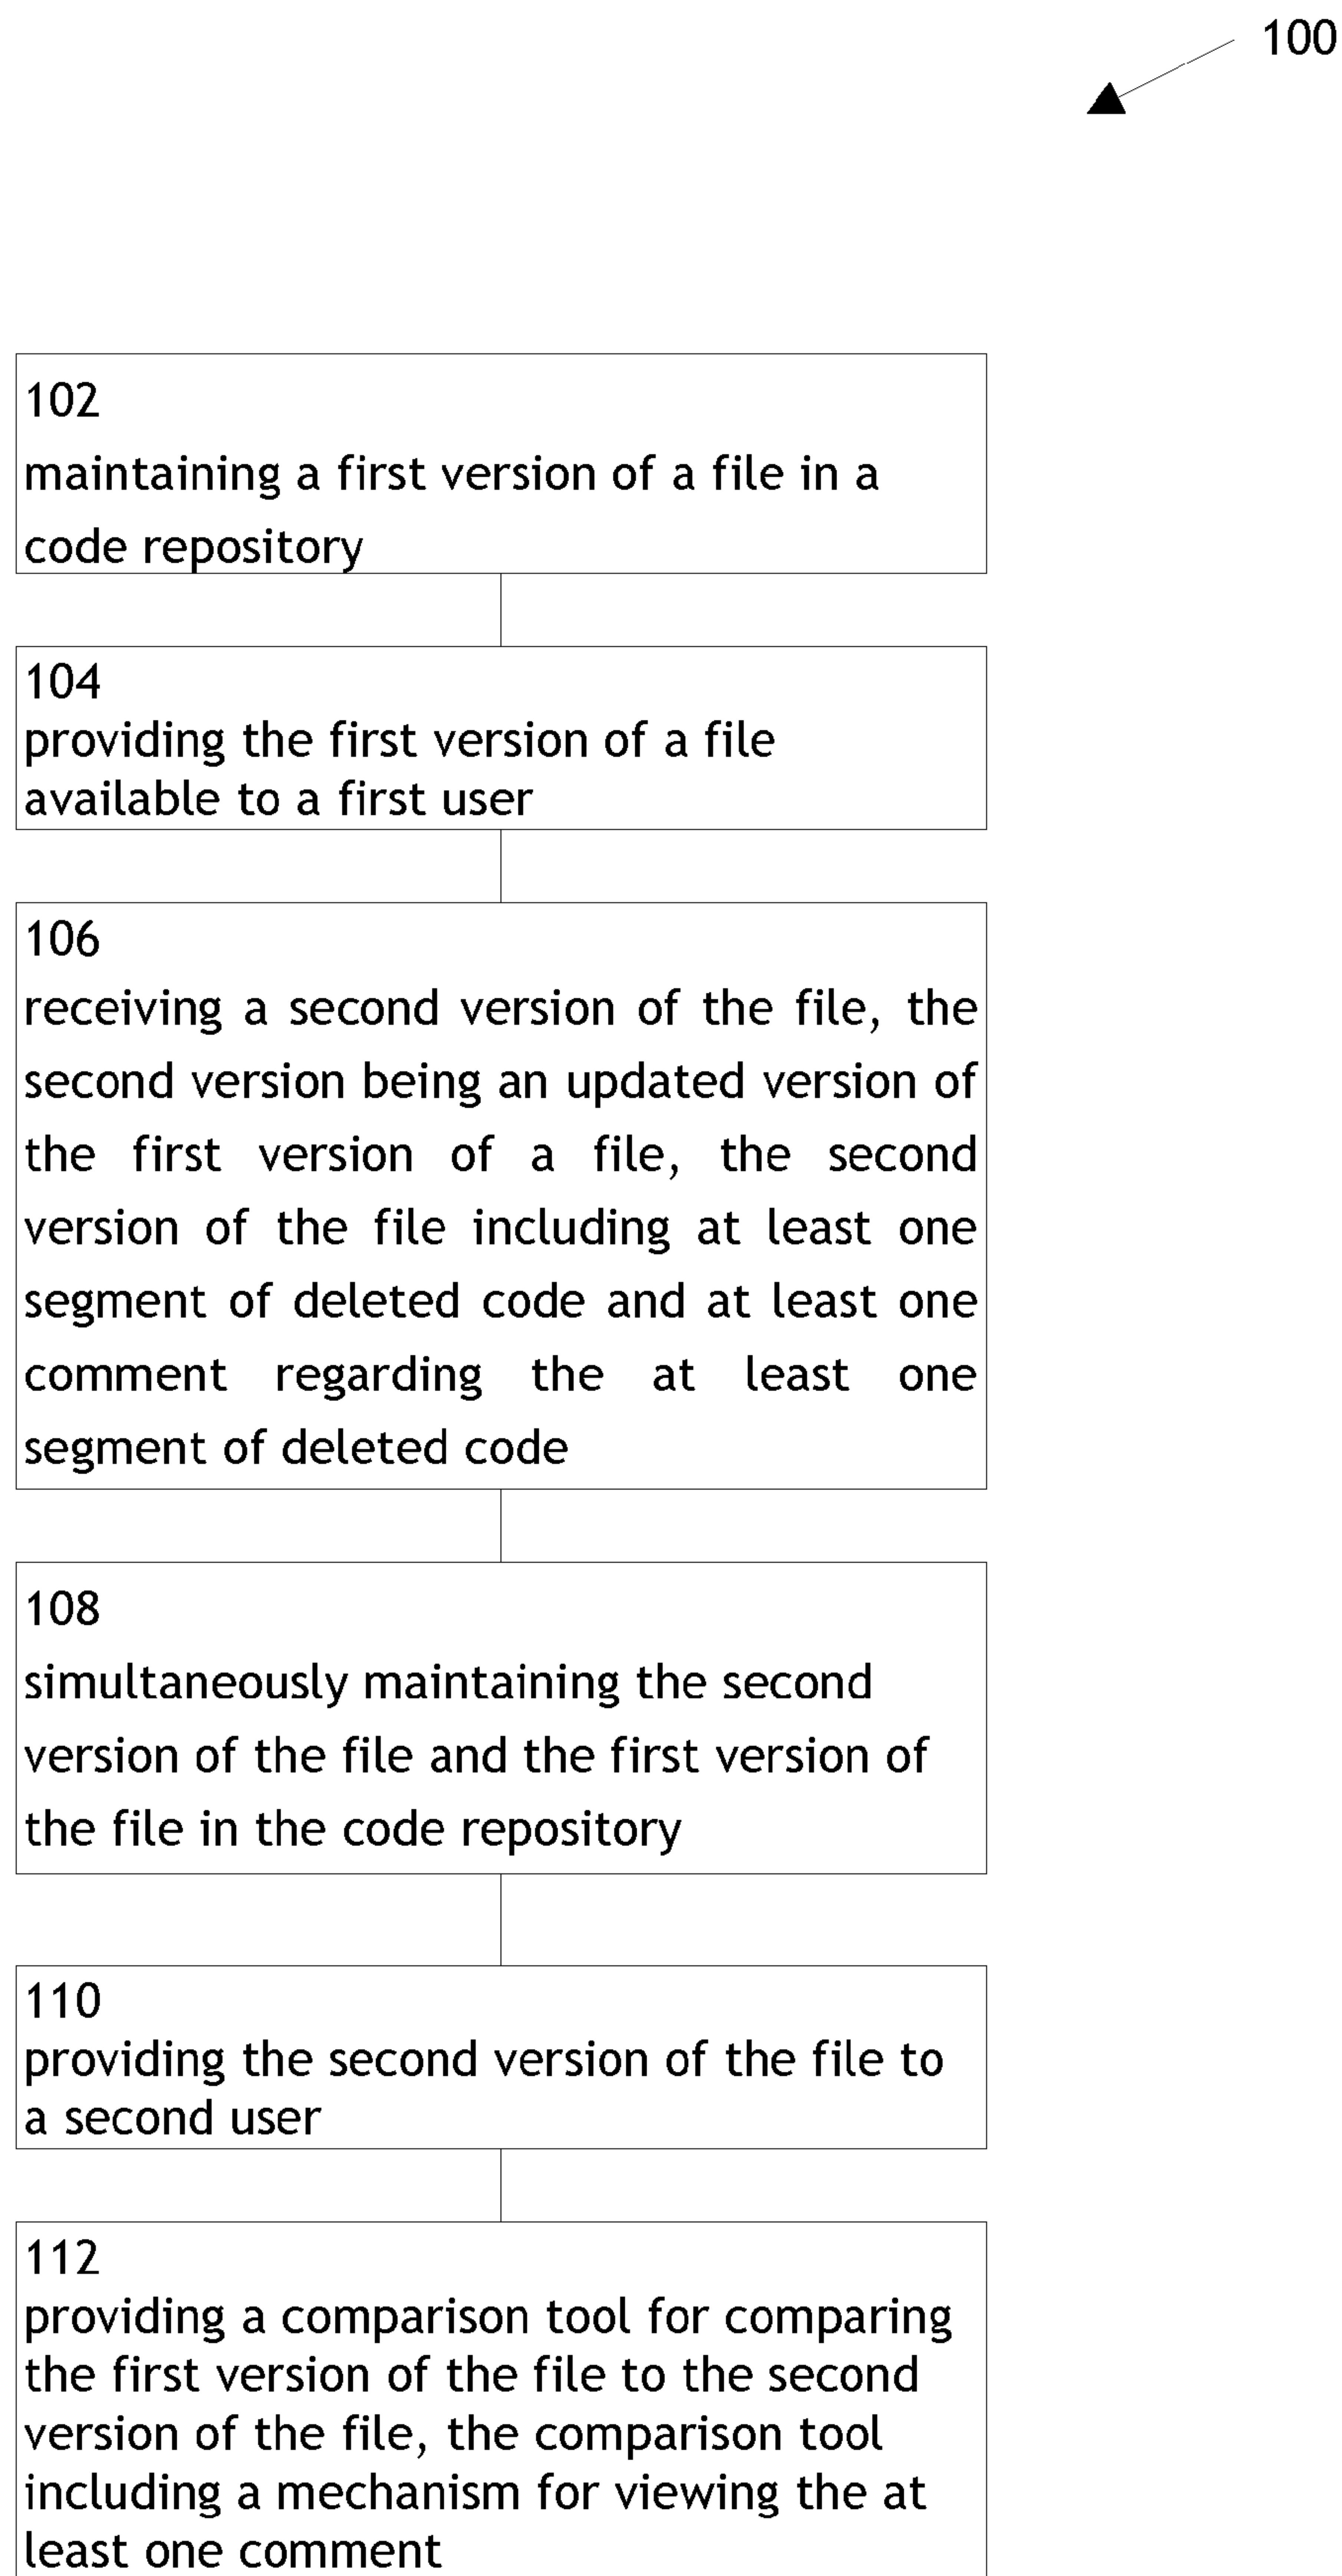 100
102
maintaining a first version of a file in a
code repository
104
providing the first version of a file
available to a first user
106
receiving a second version of the file, the
second version being an updated version of
the first version of a file, the second
version of the file including at least one
segment of deleted code and at least one
comment regarding the at least one
segment of deleted code
108
simultaneously maintaining the second
version of the file and the first version of
the file in the code repository
110
providing the second version of the file to
a second user
112
providing a comparison tool for comparing
the first version of the file to the second
version of the file, the comparison tool
including a mechanism for viewing the at
least one comment